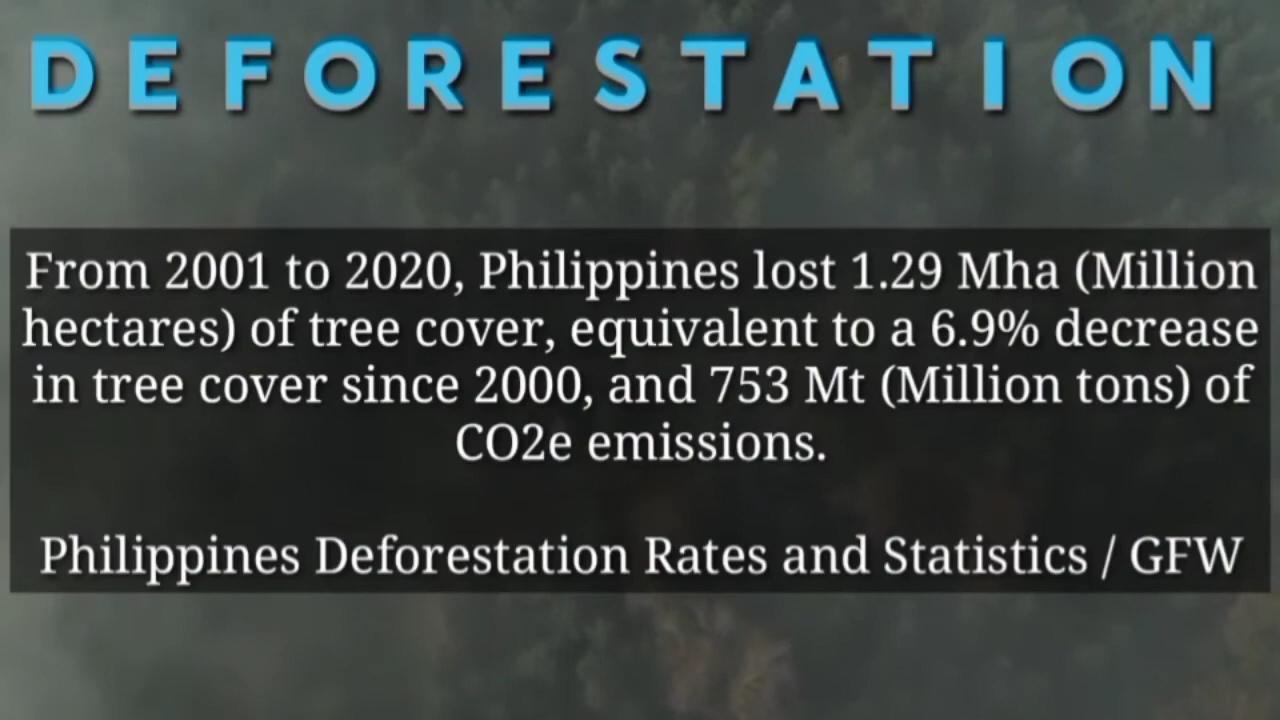 DEFORESTATION
From 2001 to 2020, Philippines lost 1.29 Mha (Million
hectares) of tree cover, equivalent to a 6.9% decrease
in tree cover since 2000, and 753 Mt (Million tons) of
CO2e emissions.
Philippines Deforestation Rates and Statistics / GFW